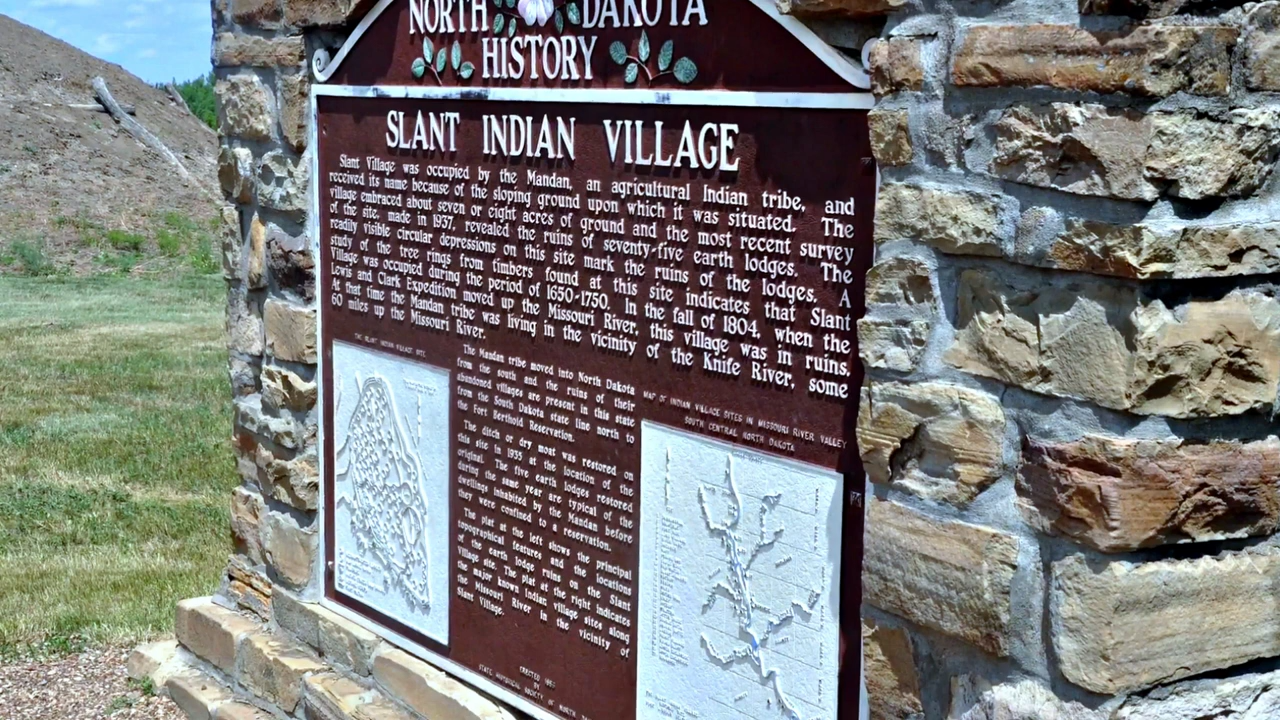 NORTH DAKOTA
HISTORY
SLANT INDIAN VILLAGE
Slant Village was occupied by the Mandan, an agricultural Indian tribe, and
received its name because of the sloping ground upon which it was situated. The
village embraced about seven or eight acres of ground and the most recent survey
of the site, made in 1937, revealed the ruins of seventy-five earth lodges. The
readily visible circular depressions on this site mark the ruins of the lodges. A
study of the tree rings from timbers found at this site indicates that Slant
Village was occupied during the period of 1650-1750. In the fall of 1804, when the
Lewis and Clark Expedition moved up the Missouri River, this village was in ruins.
At that time the Mandan tribe was living in the vicinity of the Knife River, some
60 miles up the Missouri River.
THE SLANT INDIAN VILLAGE SITE
The Mandan tribe moved into North Dakota
from the south and the ruins of their
abandoned villages are present in this state
from the South Dakota state line north to
the Fort Berthold Reservation.
The ditch or dry moat was restored on
this site in 1935 at the location of the
original. The five earth lodges restored
during the same year are typical of the
dwellings inhabited by the Mandan before
they were confined to a reservation.
The plat at the left shows the principal
topographical features and the locations
of the earth lodge ruins on the Slant
Village site. The plat at the right indicates
the major known Indian village sites along
the Missouri River in the vicinity of
Slant Village.
MAP OF INDIAN VILLAGE SITES IN MISSOURI RIVER VALLEY
SOUTH CENTRAL NORTH DAKOTA
ERECTED
BY
STATE HISTORICAL SOCIETY OF NORTH